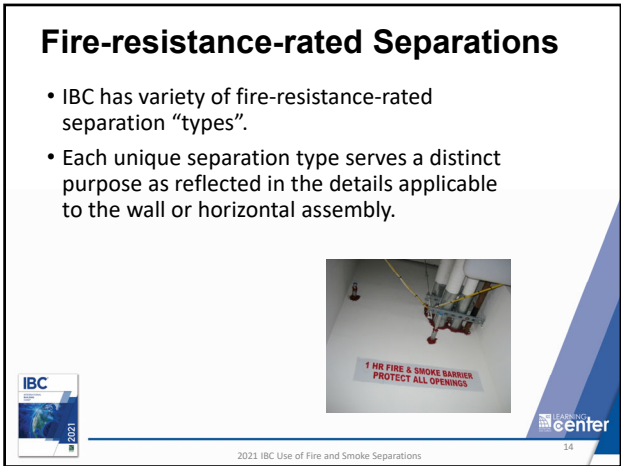 Fire-resistance-rated Separations
• IBC has variety of fire-resistance-rated
separation “types”.
• Each unique separation type serves a distinct
purpose as reflected in the details applicable
to the wall or horizontal assembly.
1 HR FIRE & SMOKE BARRIER
PROTECT ALL OPENINGS
IBC
2021
LEARNING
center
14
2021 IBC Use of Fire and Smoke Separations